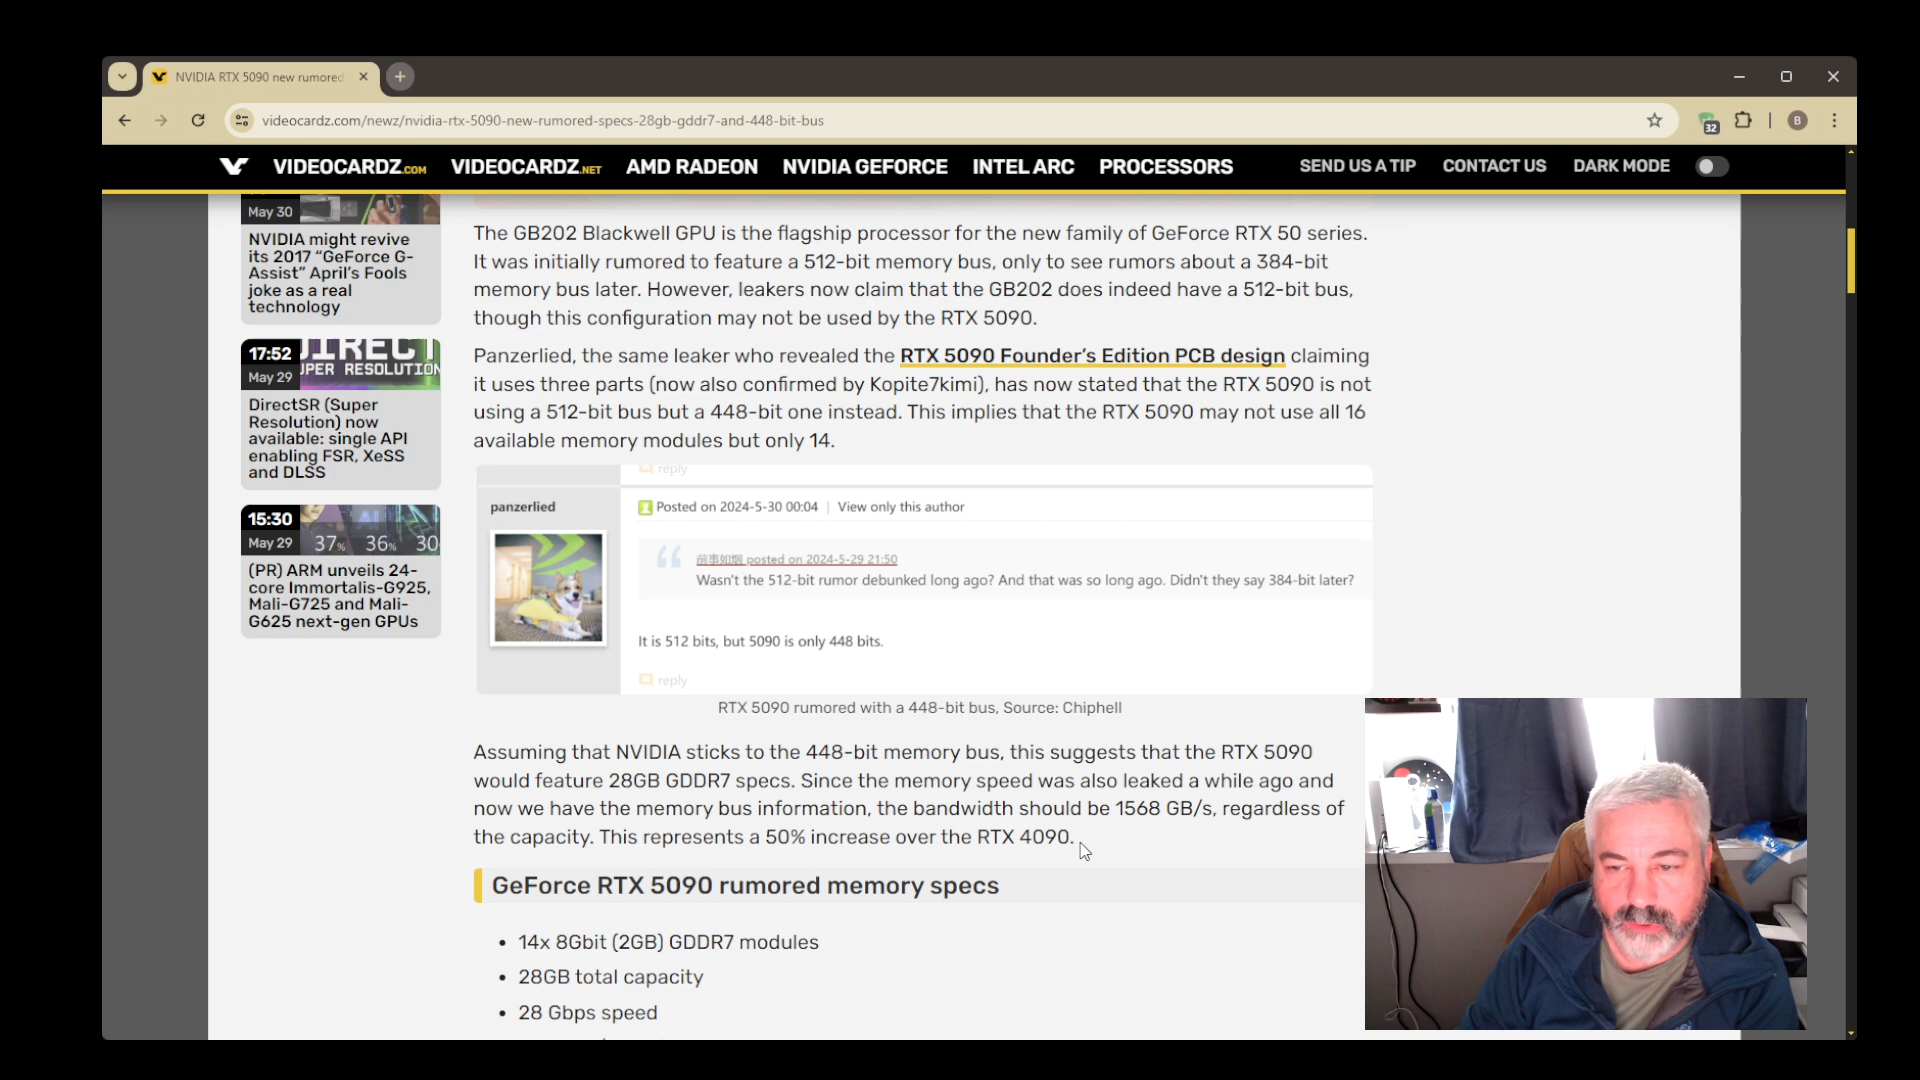 NVIDIA RTX 5090 new rumored
videocardz.com/newz/nvidia-rtx-5090-new-rumored-specs-28gb-gddr7-and-448-bit-bus
32
B
VIDEOCARDZ.COM VIDEOCARDZ.NET AMD RADEON NVIDIA GEFORCE INTEL ARC PROCESSORS SEND US A TIP CONTACT US DARK MODE
May 30
NVIDIA might revive
its 2017 "GeForce G-
Assist" April's Fools
joke as a real
technology
17:52
May 29
DIRECT
SUPER RESOLUTION
DirectSR (Super
Resolution) now
available: single API
enabling FSR, XeSS
and DLSS
15:30
May 29
37% 36% 30
(PR) ARM unveils 24-
core Immortalis-G925,
Mali-G725 and Mali-
G625 next-gen GPUs
The GB202 Blackwell GPU is the flagship processor for the new family of GeForce RTX 50 series.
It was initially rumored to feature a 512-bit memory bus, only to see rumors about a 384-bit
memory bus later. However, leakers now claim that the GB202 does indeed have a 512-bit bus,
though this configuration may not be used by the RTX 5090.
Panzerlied, the same leaker who revealed the RTX 5090 Founder's Edition PCB design claiming
it uses three parts (now also confirmed by Kopite7kimi), has now stated that the RTX 5090 is not
using a 512-bit bus but a 448-bit one instead. This implies that the RTX 5090 may not use all 16
available memory modules but only 14.
reply
panzerlied
Posted on 2024-5-30 00:04 | View only this author
前事如烟 posted on 2024-5-29 21:50
Wasn't the 512-bit rumor debunked long ago? And that was so long ago. Didn't they say 384-bit later?
It is 512 bits, but 5090 is only 448 bits.
reply
RTX 5090 rumored with a 448-bit bus, Source: Chiphell
Assuming that NVIDIA sticks to the 448-bit memory bus, this suggests that the RTX 5090
would feature 28GB GDDR7 specs. Since the memory speed was also leaked a while ago and
now we have the memory bus information, the bandwidth should be 1568 GB/s, regardless of
the capacity. This represents a 50% increase over the RTX 4090.
GeForce RTX 5090 rumored memory specs
• 14x 8Gbit (2GB) GDDR7 modules
• 28GB total capacity
• 28 Gbps speed